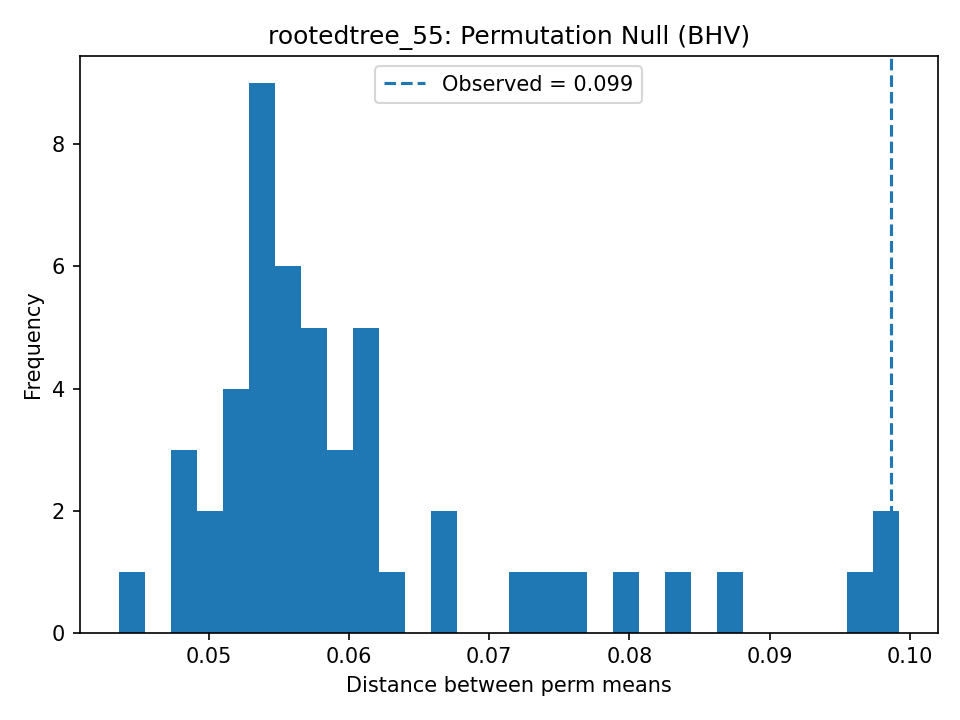 rootedtree_55: Permutation Null (BHV)
Observed = 0.099
Frequency
8
6
4
2
0
0.05 0.06 0.07 0.08 0.09 0.10
Distance between perm means